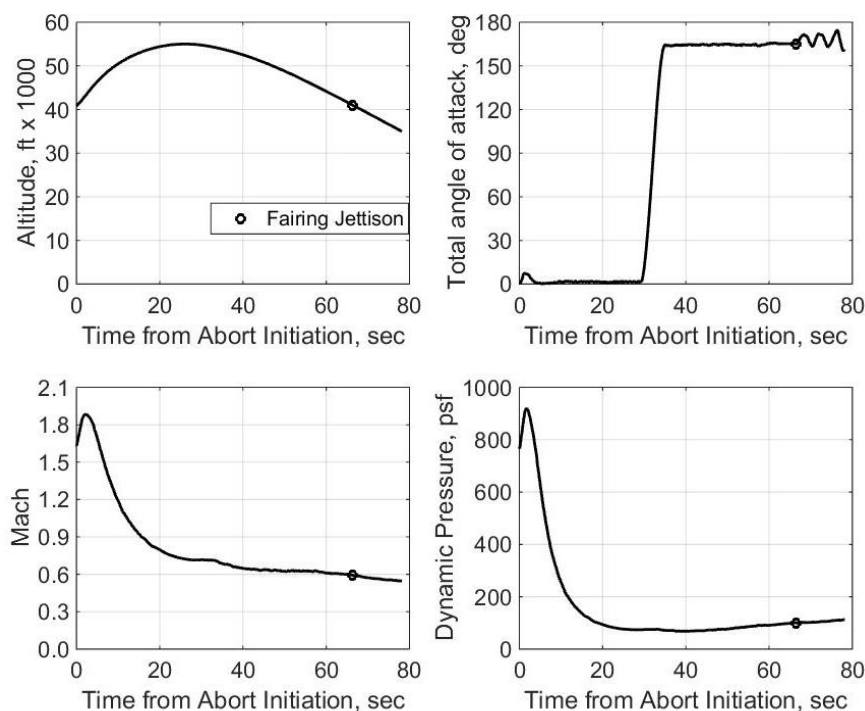 60
50
40
30
20
10
0
Altitude, ft x 1000
Fairing Jettison
0 20 40 60 80
Time from Abort Initiation, sec
180
150
120
90
60
30
0
Total angle of attack, deg
0 20 40 60 80
Time from Abort Initiation, sec
2.1
1.8
1.5
1.2
0.9
0.6
0.3
0.0
Mach
0 20 40 60 80
Time from Abort Initiation, sec
1000
800
600
400
200
0
Dynamic Pressure, psf
0 20 40 60 80
Time from Abort Initiation, sec